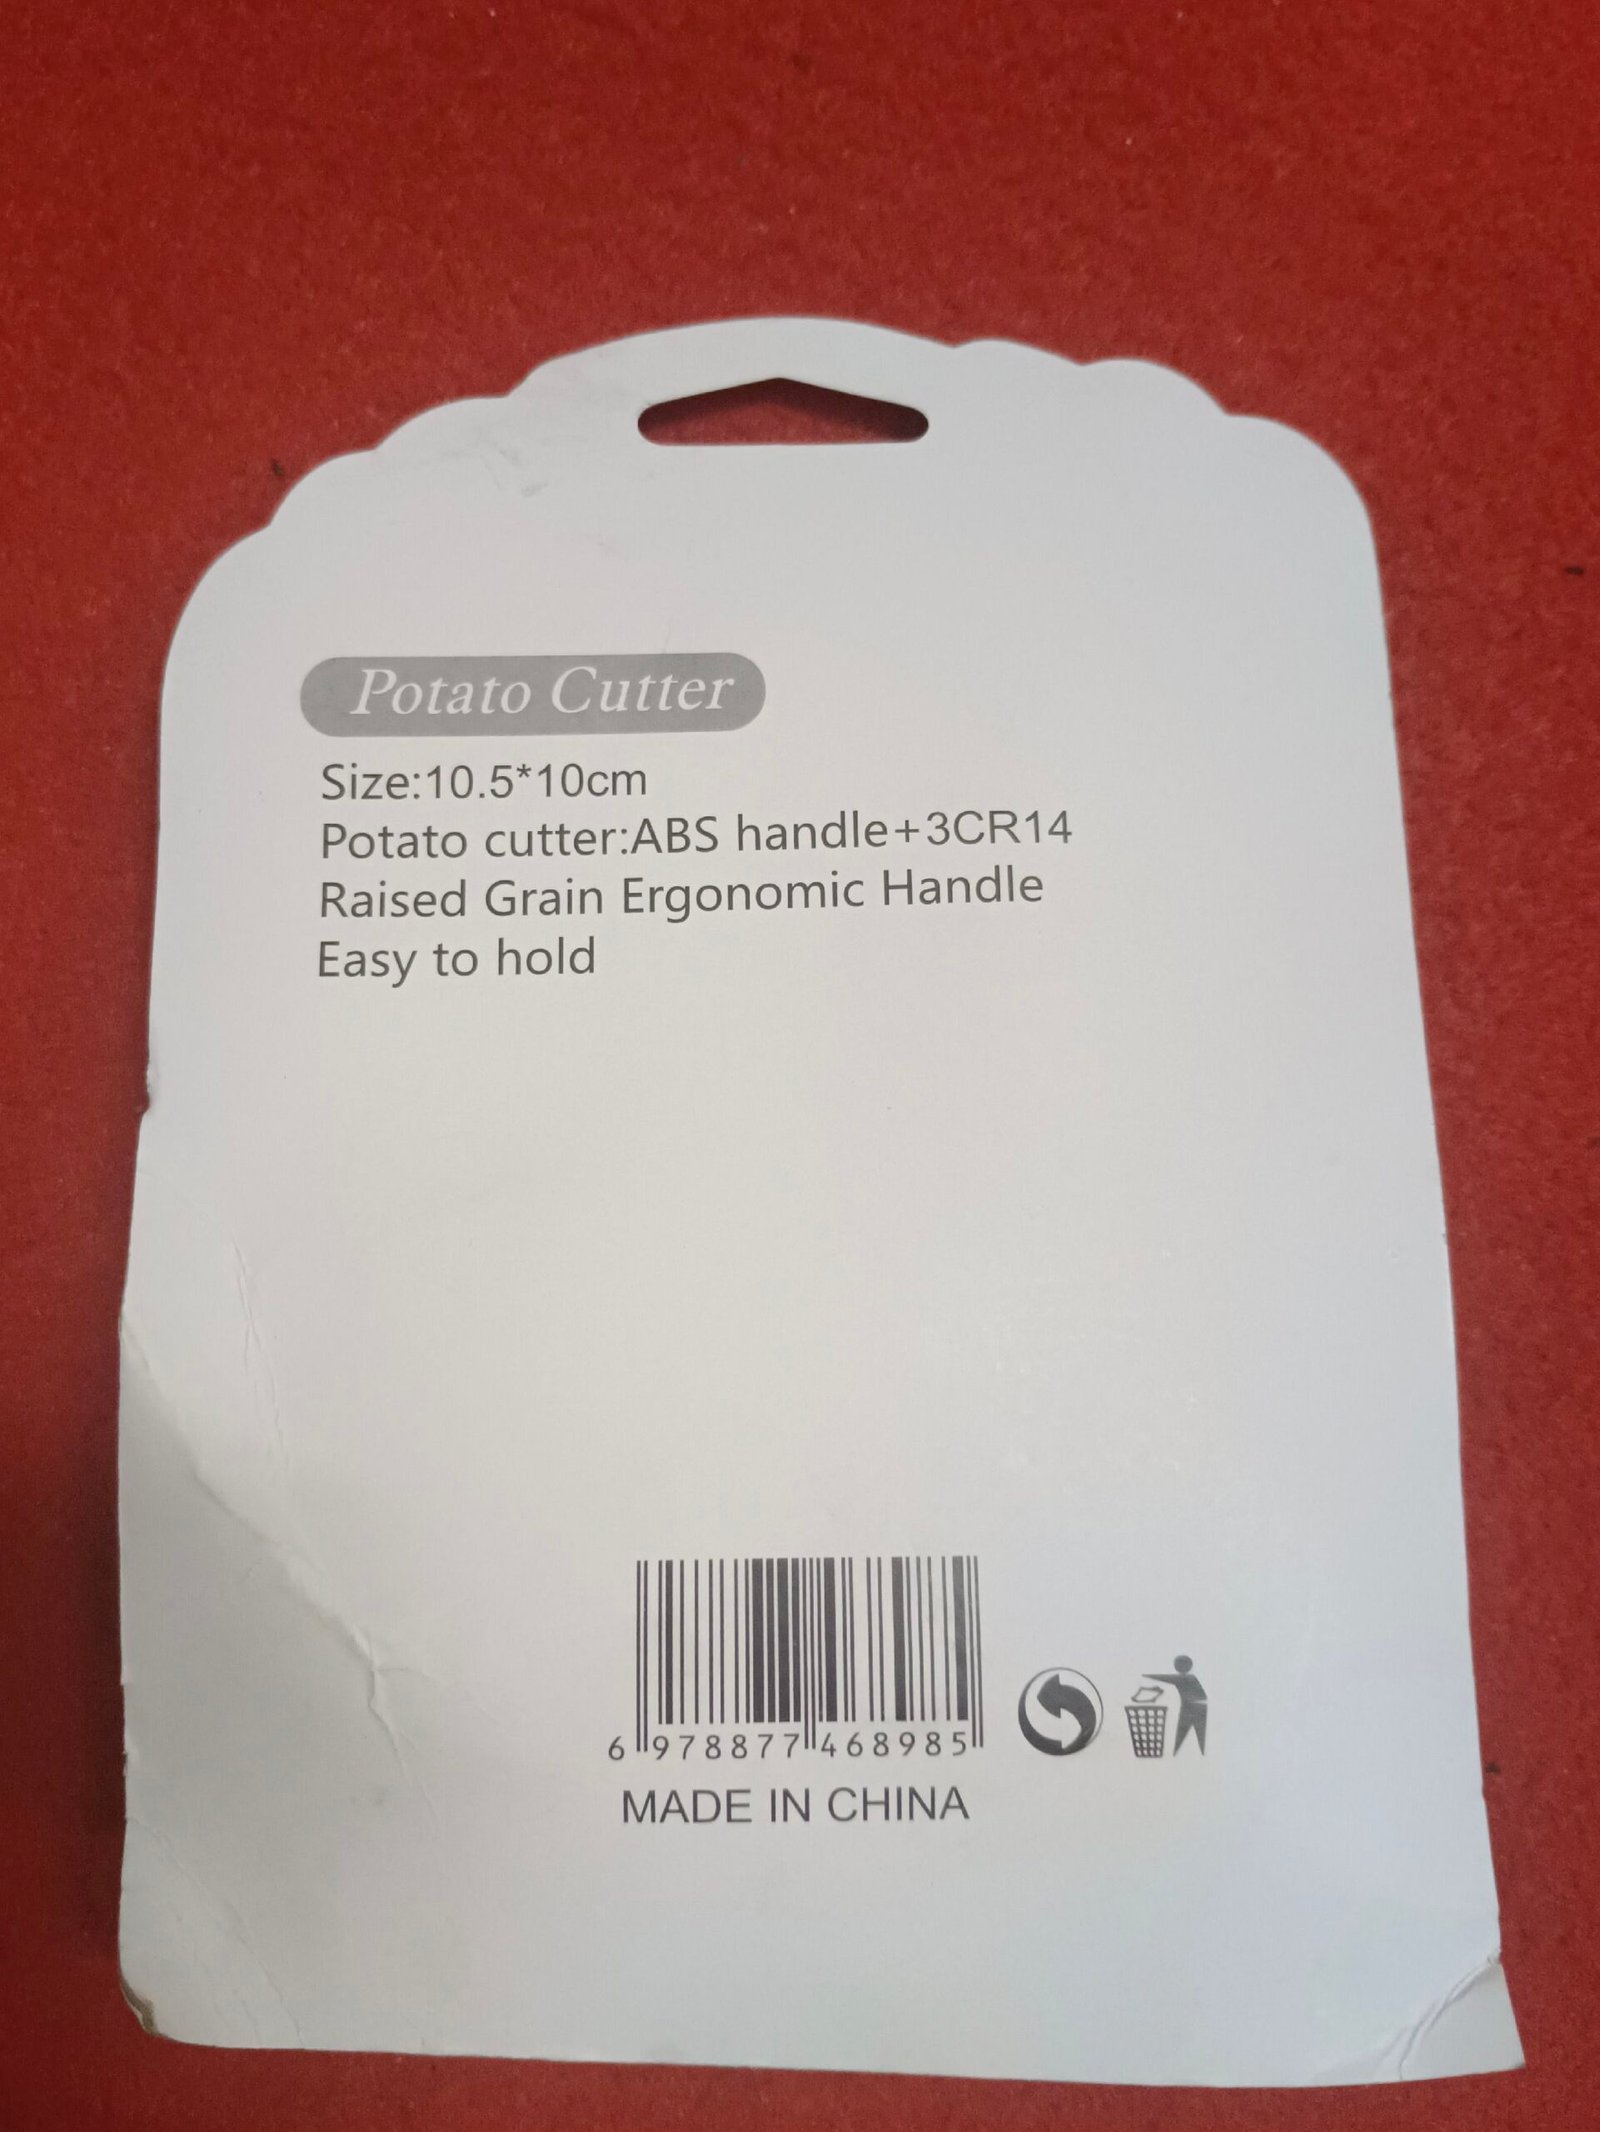 Potato Cutter
Size:10.5*10cm
Potato cutter:ABS handle+3CR14
Raised Grain Ergonomic Handle
Easy to hold
6 978877 468985
MADE IN CHINA